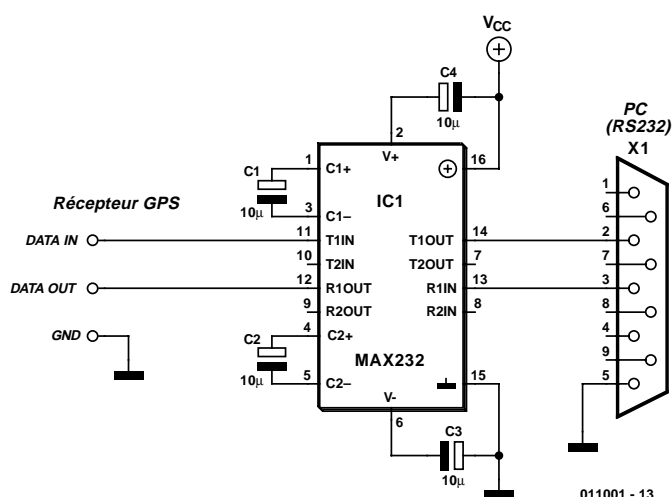 VCC
C4
10µ
PC
(RS232)
X1
2
V+
16
C1
1
C1+
IC1
10µ
3
C1–
Récepteur GPS
DATA IN
11
T1IN
T1OUT
14
10
T2IN
T2OUT
7
DATA OUT
12
R1OUT
R1IN
13
9
R2OUT
R2IN
8
GND
C2
4
C2+
MAX232
10µ
5
C2–
15
V-
6
C3
10µ
1
6
2
7
3
8
4
9
5
011001 - 13